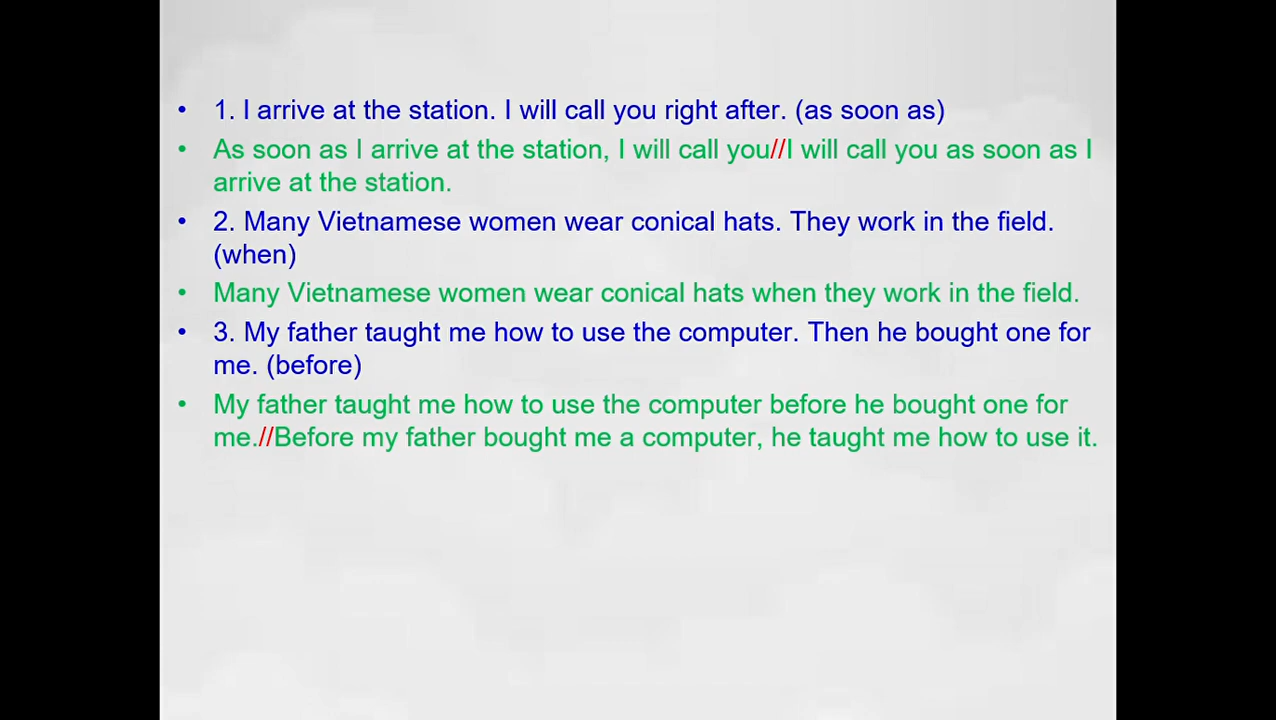 • 1. I arrive at the station. I will call you right after. (as soon as)
• As soon as I arrive at the station, I will call you//I will call you as soon as I
arrive at the station.
• 2. Many Vietnamese women wear conical hats. They work in the field.
(when)
• Many Vietnamese women wear conical hats when they work in the field.
• 3. My father taught me how to use the computer. Then he bought one for
me. (before)
• My father taught me how to use the computer before he bought one for
me.//Before my father bought me a computer, he taught me how to use it.